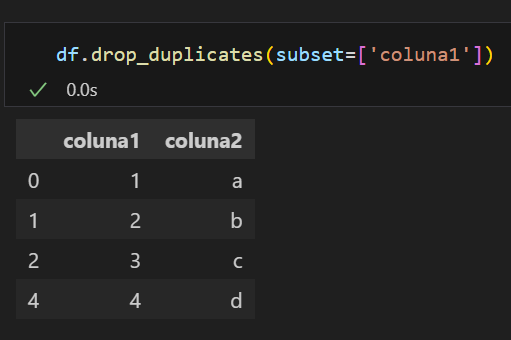 df.drop_duplicates(subset=['coluna1'])
0.0s
coluna1 coluna2
0 1 a
1 2 b
2 3 c
4 4 d